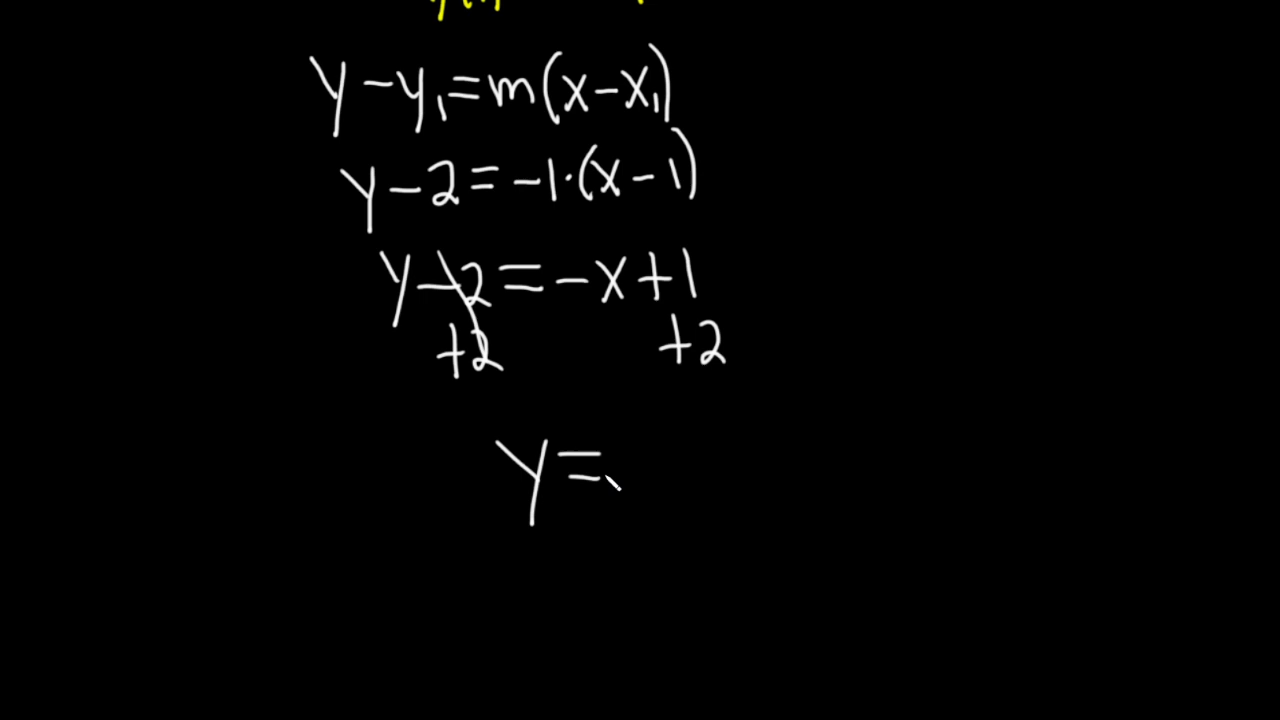 y-y₁=m(x-x₁)
y-2=-1·(x-1)
y-2=-x+1
+2 +2
y=